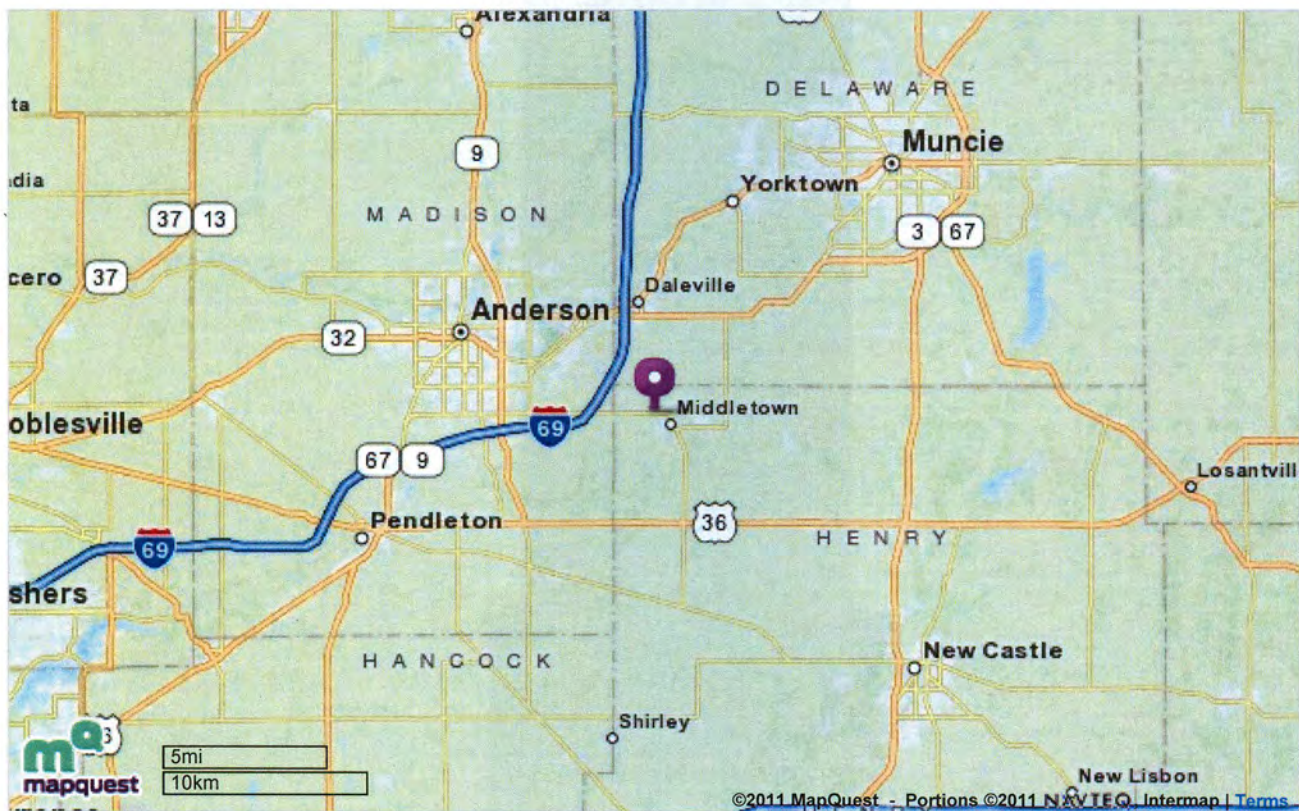 Alexandria
DELAWARE
ta
9
Muncie
dia
Yorktown
MADISON
37 13
3 67
cero
37
Daleville
Anderson
32
Middletown
oblesville
69
67 9
Losantvill
Pendleton
36
HENRY
69
shers
New Castle
HANCOCK
Shirley
6
mq
5mi
mapquest
10km
New Lisbon
©2011 MapQuest - Portions ©2011 NAVTEQ, Intermap | Terms